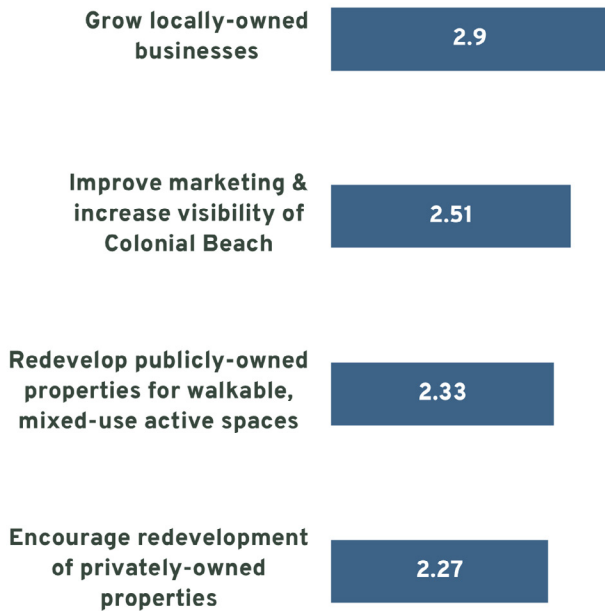 Grow locally-owned
businesses
2.9
Improve marketing &
increase visibility of
Colonial Beach
2.51
Redevelop publicly-owned
properties for walkable,
mixed-use active spaces
2.33
Encourage redevelopment
of privately-owned
properties
2.27